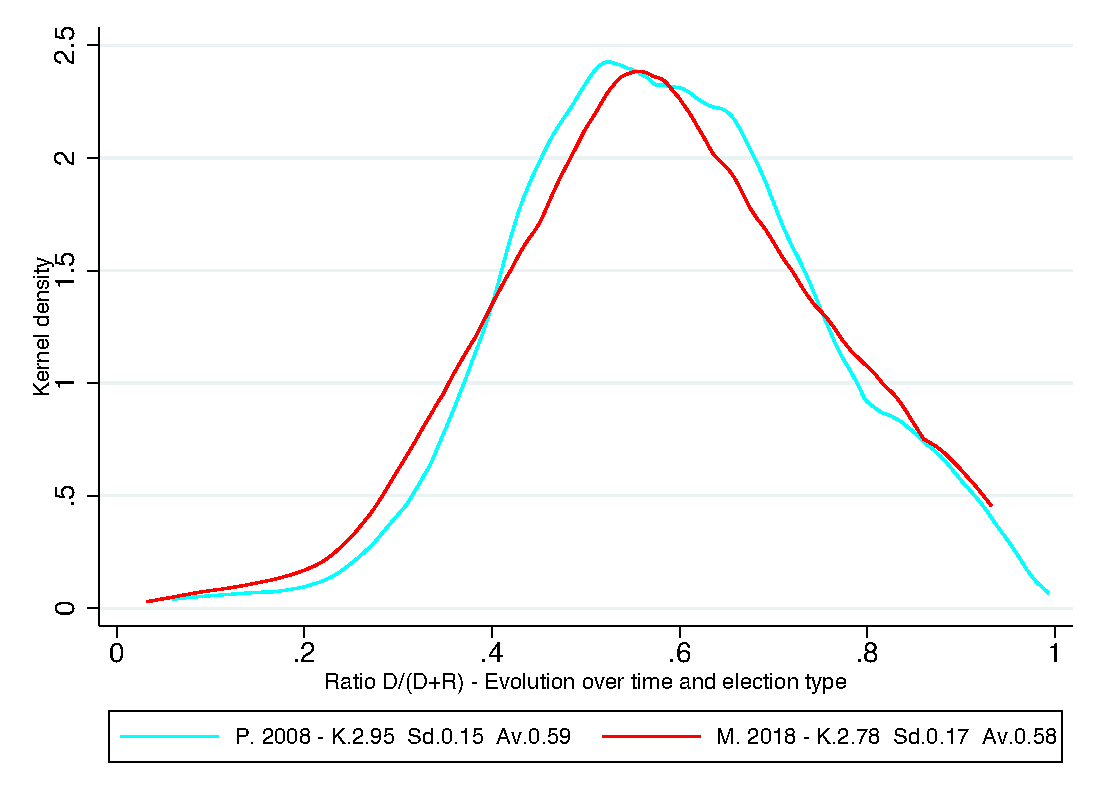 Kernel density
2.5
2
1.5
1
.5
0
0 .2 .4 .6 .8 1
Ratio D/(D+R) - Evolution over time and election type
P. 2008 - K.2.95 Sd.0.15 Av.0.59 M. 2018 - K.2.78 Sd.0.17 Av.0.58